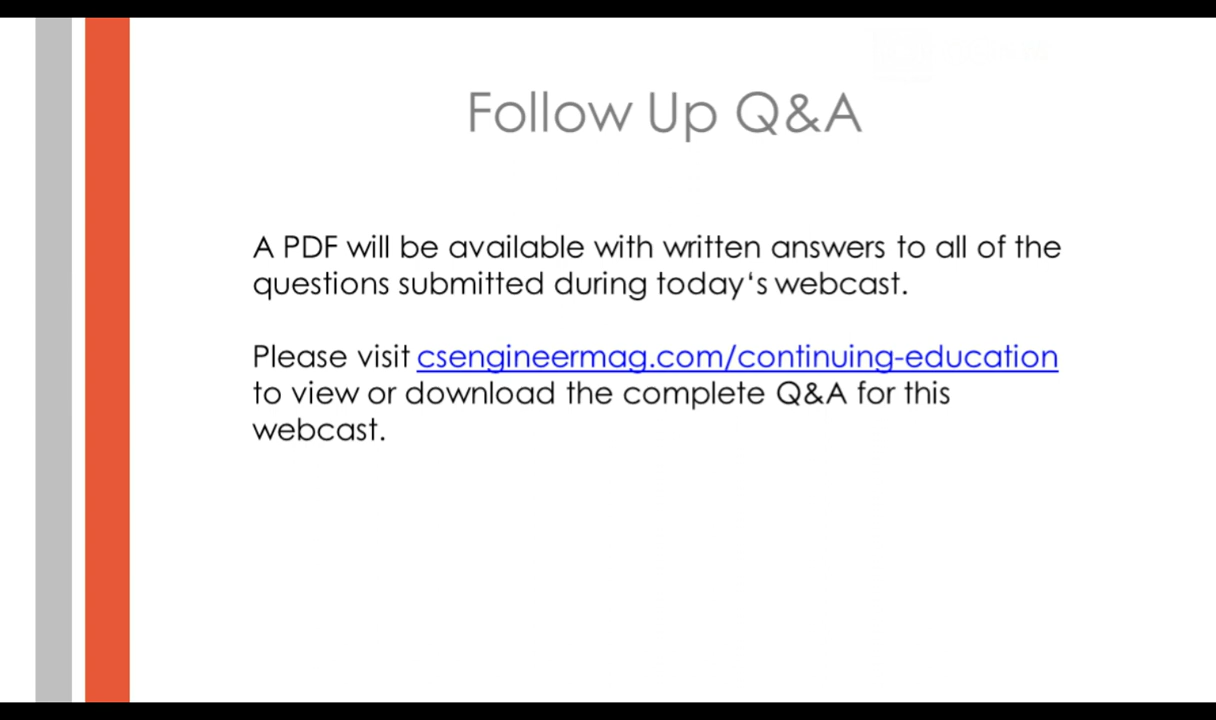 Follow Up Q&A
A PDF will be available with written answers to all of the
questions submitted during today‘s webcast.
Please visit csengineermag.com/continuing-education
to view or download the complete Q&A for this
webcast.